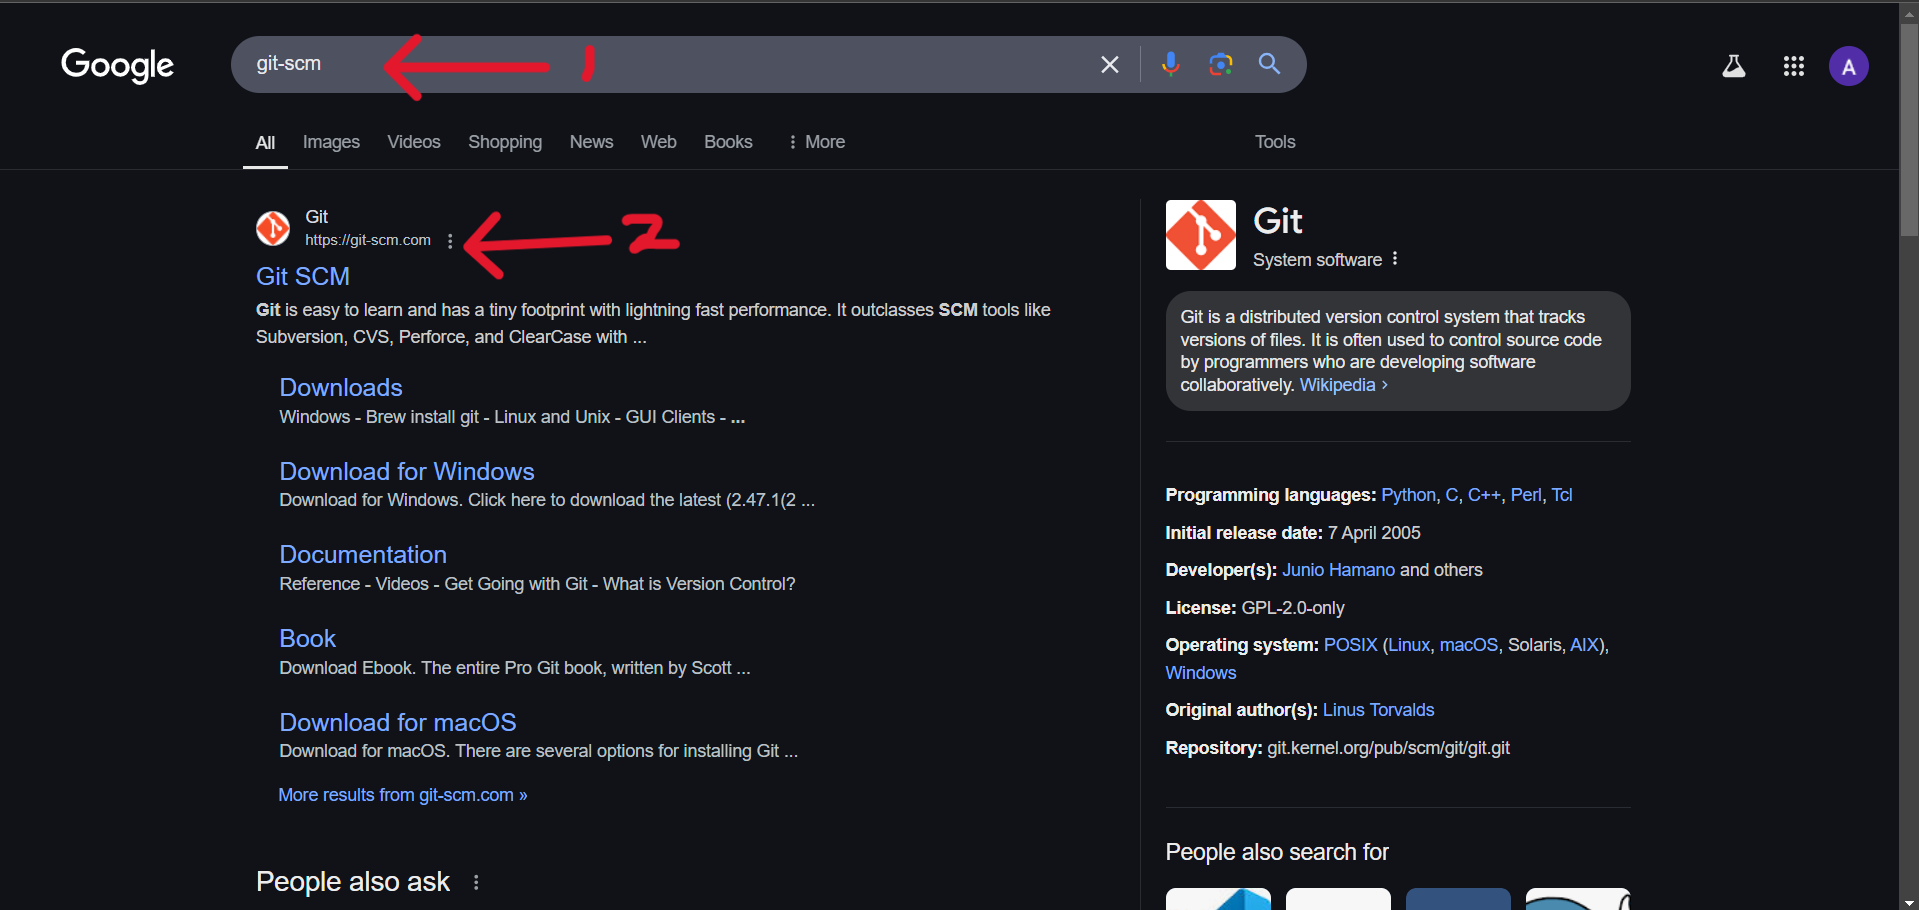 Google
git-scm
1
A
All Images Videos Shopping News Web Books More Tools
Git
https://git-scm.com
2
Git SCM
Git is easy to learn and has a tiny footprint with lightning fast performance. It outclasses SCM tools like
Subversion, CVS, Perforce, and ClearCase with ...
Downloads
Windows - Brew install git - Linux and Unix - GUI Clients - ...
Download for Windows
Download for Windows. Click here to download the latest (2.47.1(2 ...
Documentation
Reference - Videos - Get Going with Git - What is Version Control?
Book
Download Ebook. The entire Pro Git book, written by Scott ...
Download for macOS
Download for macOS. There are several options for installing Git ...
More results from git-scm.com »
People also ask
Git
System software
Git is a distributed version control system that tracks
versions of files. It is often used to control source code
by programmers who are developing software
collaboratively. Wikipedia ›
Programming languages: Python, C, C++, Perl, Tcl
Initial release date: 7 April 2005
Developer(s): Junio Hamano and others
License: GPL-2.0-only
Operating system: POSIX (Linux, macOS, Solaris, AIX),
Windows
Original author(s): Linus Torvalds
Repository: git.kernel.org/pub/scm/git/git.git
People also search for